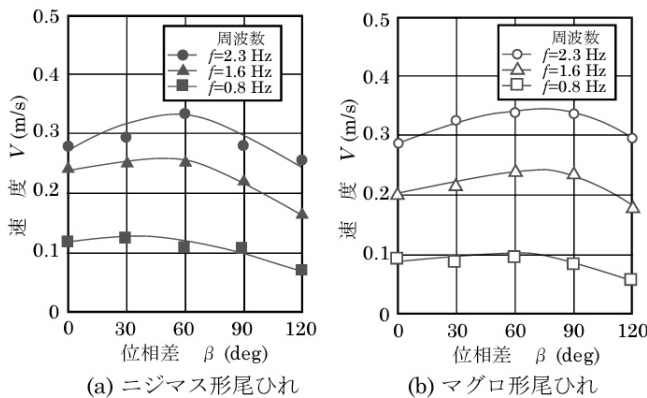 0.5
0.4
0.3
0.2
0.1
0
速 度 V (m/s)
周波数
f=2.3 Hz
f=1.6 Hz
f=0.8 Hz
0 30 60 90 120
位相差 β (deg)
(a) ニジマス形尾ひれ
0.5
0.4
0.3
0.2
0.1
0
速 度 V (m/s)
周波数
f=2.3 Hz
f=1.6 Hz
f=0.8 Hz
0 30 60 90 120
位相差 β (deg)
(b) マグロ形尾ひれ